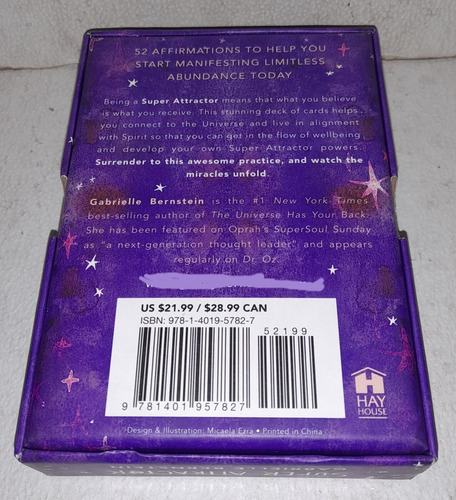 52 AFFIRMATIONS TO HELP YOU
START MANIFESTING LIMITLESS
ABUNDANCE TODAY
Being a Super Attractor means that what you believe
is what you receive. This stunning deck of cards helps
you connect to the Universe and live in alignment
with Spirit so that you can get in the flow of wellbeing
and develop your own Super Attractor powers.
Surrender to this awesome practice, and watch the
miracles unfold.
Gabrielle Bernstein is the #1 New York Times
best-selling author of The Universe Has Your Back.
She has been featured on Oprah's SuperSoul Sunday
as "a next-generation thought leader" and appears
regularly on Dr. Oz.
US $21.99 / $28.99 CAN
ISBN: 978-1-4019-5782-7
52199
9 781401 957827
HAY
HOUSE
Design & Illustration: Micaela Ezra • Printed in China
SUPER ATTRACTOR